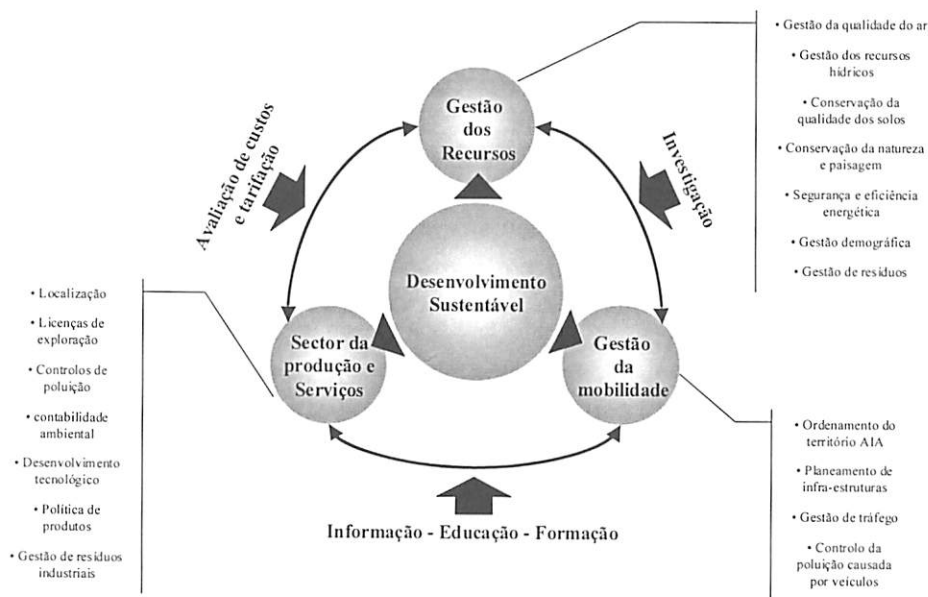 • Gestão da qualidade do ar
• Gestão dos recursos
hídricos
• Conservação da
qualidade dos solos
• Conservação da natureza
e paisagem
• Segurança e eficiência
energética
• Gestão demográfica
• Gestão de resíduos
Gestão
dos
Recursos
Avaliação de custos
e tarifação
Investigação
Desenvolvimento
Sustentável
• Localização
• Licenças de
exploração
• Controlos de
poluição
• contabilidade
ambiental
• Desenvolvimento
tecnológico
• Política de
produtos
• Gestão de resíduos
industriais
Sector da
produção e
Serviços
Gestão
da
mobilidade
• Ordenamento do
território AIA
• Planeamento de
infra-estruturas
• Gestão de tráfego
• Controlo da
poluição causada
por veículos
Informação - Educação - Formação